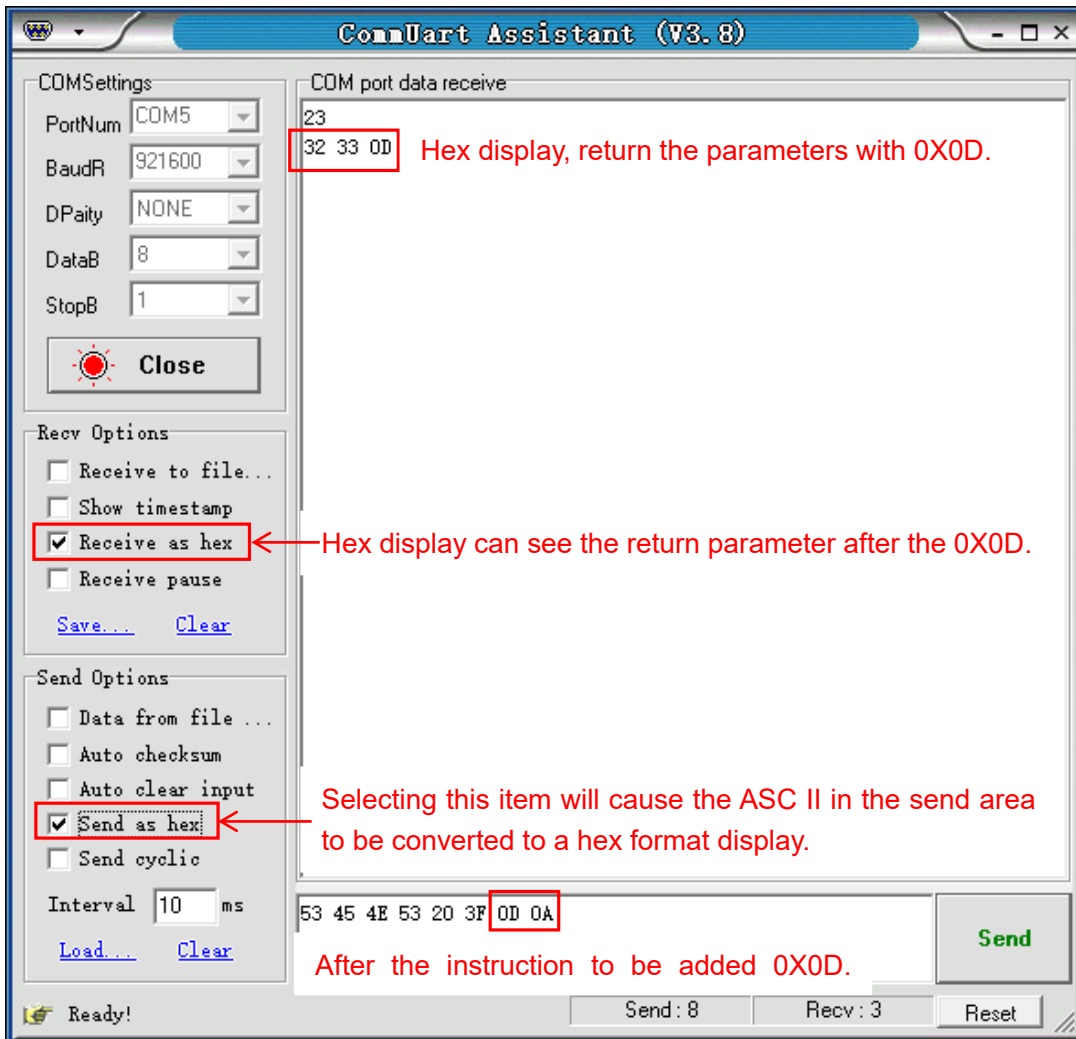 CommUart Assistant (V3.8)
COMSettings
PortNum COM5
BaudR 921600
DPaity NONE
DataB 8
StopB 1
Close
Recv Options
Receive to file...
Show timestamp
Receive as hex
Receive pause
Save... Clear
Send Options
Data from file ...
Auto checksum
Auto clear input
Send as hex
Send cyclic
Interval 10 ms
Load... Clear
COM port data receive
23
32 33 0D
Hex display, return the parameters with 0X0D.
Hex display can see the return parameter after the 0X0D.
Selecting this item will cause the ASC II in the send area
to be converted to a hex format display.
53 45 4E 53 20 3F 0D 0A
After the instruction to be added 0X0D.
Send
Ready!
Send : 8
Recv : 3
Reset